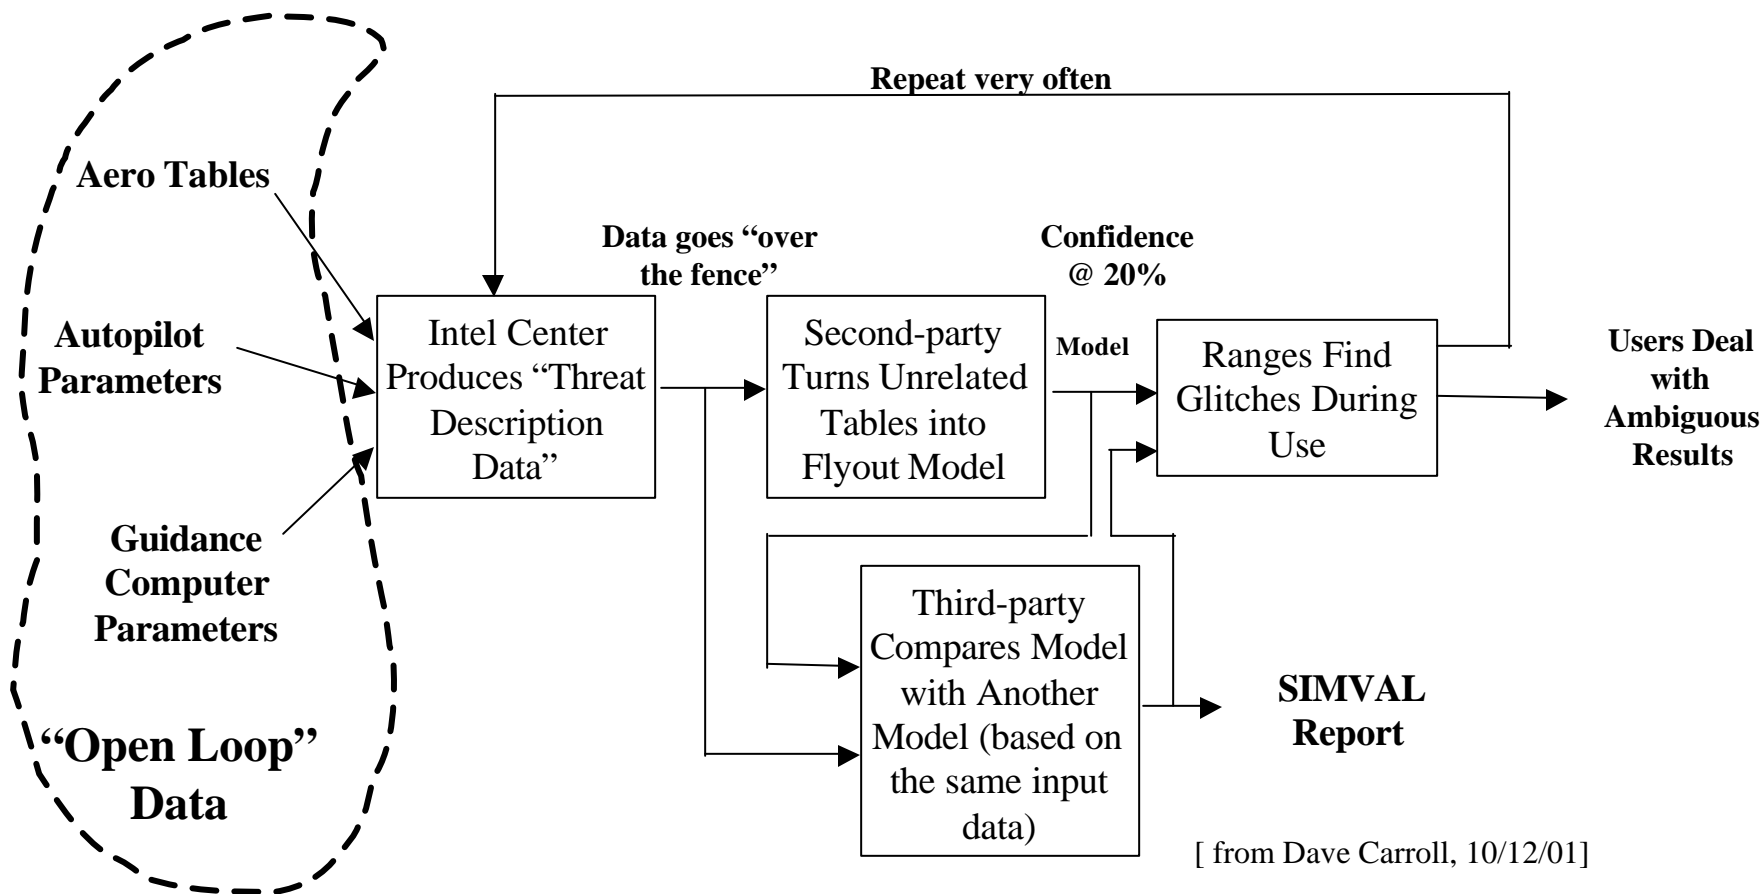 Repeat very often
Aero Tables
Autopilot
Parameters
Guidance
Computer
Parameters
“Open Loop”
Data
Intel Center
Produces “Threat
Description
Data”
Data goes “over
the fence”
Second-party
Turns Unrelated
Tables into
Flyout Model
Confidence
@ 20%
Model
Ranges Find
Glitches During
Use
Users Deal
with
Ambiguous
Results
Third-party
Compares Model
with Another
Model (based on
the same input
data)
SIMVAL
Report
[ from Dave Carroll, 10/12/01]